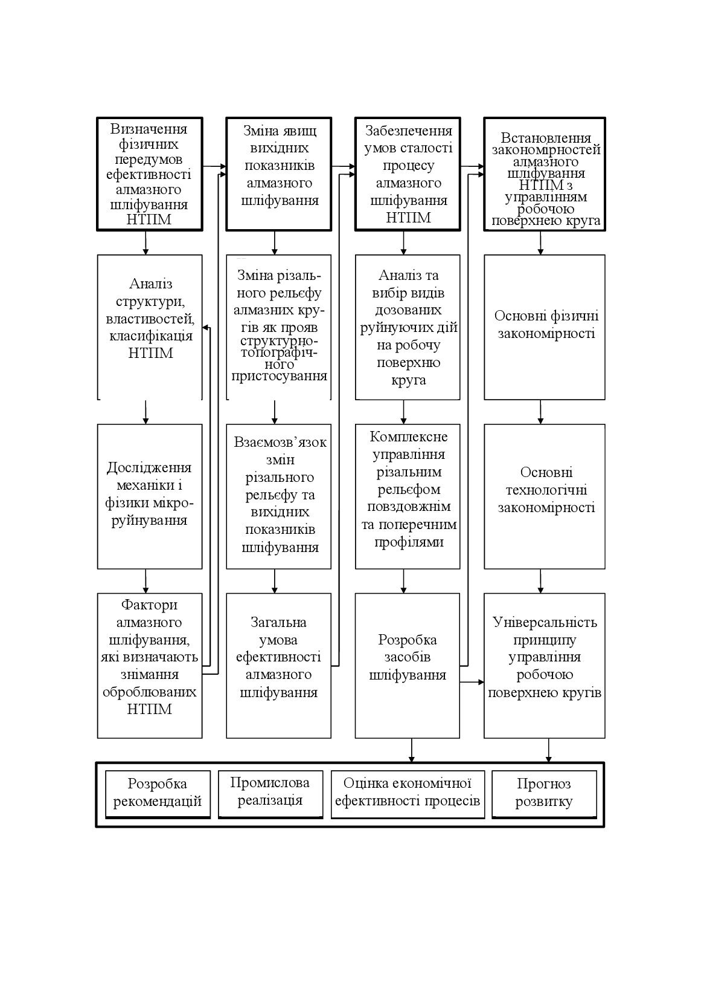 Визначення
фізичних
передумов
ефективності
алмазного
шліфування
НТПМ
Зміна явищ
вихідних
показників
алмазного
шліфування
Забезпечення
умов сталості
процесу
алмазного
шліфування
НТПМ
Встановлення
закономірностей
алмазного
шліфування
НТПМ з
управлінням
робочою
поверхнею круга
Аналіз
структури,
властивостей,
класифікація
НТПМ
Зміна різаль-
ного рельєфу
алмазних кру-
гів як прояв
структурно-
топографіч-
ного
пристосування
Аналіз та
вибір видів
дозованих
руйнуючих дій
на робочу
поверхню
круга
Основні фізичні
закономірності
Дослідження
механіки і
фізики мікро-
руйнування
Взаємозв’язок
змін
різального
рельєфу та
вихідних
показників
шліфування
Комплексне
управління
різальним
рельєфом
повздовжнім
та поперечним
профілями
Основні
технологічні
закономірності
Фактори
алмазного
шліфування,
які визначають
знімання
оброблюваних
НТПМ
Загальна
умова
ефективності
алмазного
шліфування
Розробка
засобів
шліфування
Універсальність
принципу
управління
робочою
поверхнею кругів
Розробка
рекомендацій
Промислова
реалізація
Оцінка економічної
ефективності процесів
Прогноз
розвитку